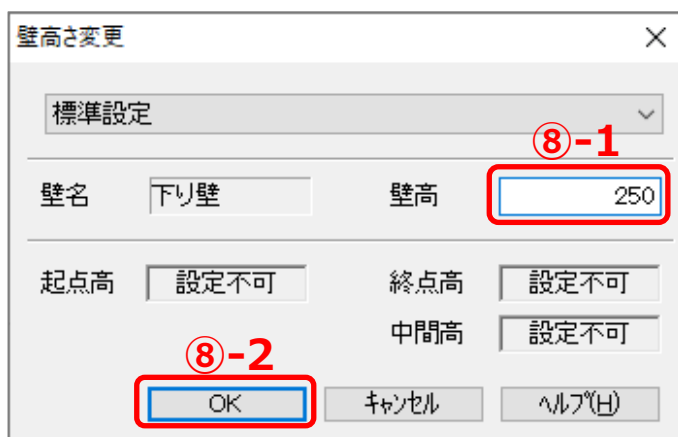 壁高さ変更
標準設定
⑧-1
壁名 下り壁 壁高 250
起点高 設定不可 終点高 設定不可
中間高 設定不可
⑧-2
OK ｷｬﾝｾﾙ ﾍﾙﾌﾟ(H)